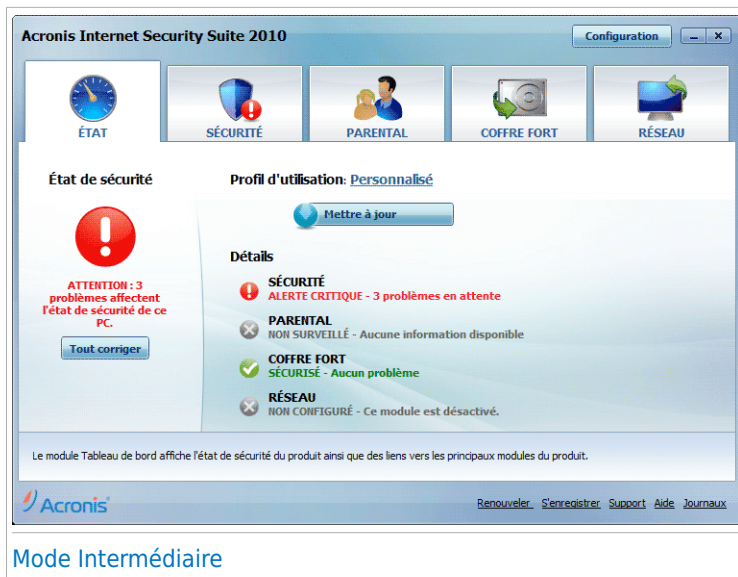 Acronis Internet Security Suite 2010
Configuration
ÉTAT
SÉCURITÉ
PARENTAL
COFFRE FORT
RÉSEAU
État de sécurité
ATTENTION : 3
problèmes affectent
l'état de sécurité de ce
PC.
Tout corriger
Profil d'utilisation: Personnalisé
Mettre à jour
Détails
SÉCURITÉ
ALERTE CRITIQUE - 3 problèmes en attente
PARENTAL
NON SURVEILLÉ - Aucune information disponible
COFFRE FORT
SÉCURISÉ - Aucun problème
RÉSEAU
NON CONFIGURÉ - Ce module est désactivé.
Le module Tableau de bord affiche l'état de sécurité du produit ainsi que des liens vers les principaux modules du produit.
Acronis
Renouveler S'enregistrer Support Aide Journaux
Mode Intermédiaire